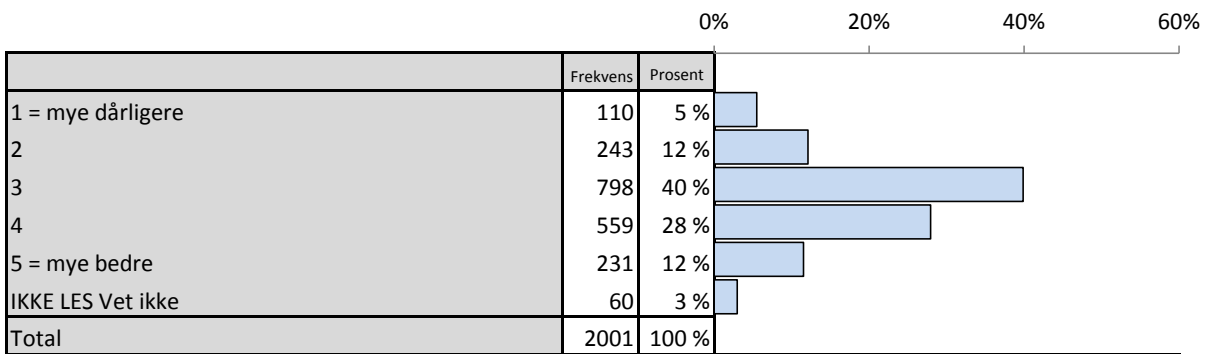 0% 20% 40% 60%
Frekvens Prosent
1 = mye dårligere 110 5 %
2 243 12 %
3 798 40 %
4 559 28 %
5 = mye bedre 231 12 %
IKKE LES Vet ikke 60 3 %
Total 2001 100 %